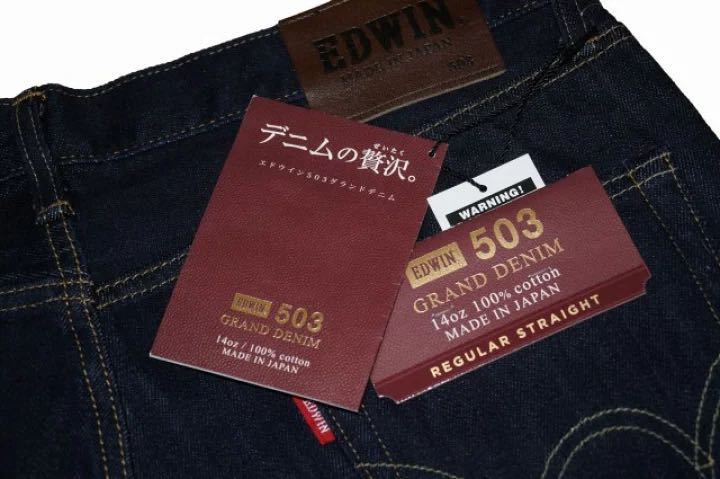 EDWIN
MADE IN JAPAN
503
デニムの贅沢。
ぜいたく
エドウイン503グランドデニム
EDWIN 503
GRAND DENIM
14oz / 100% cotton
MADE IN JAPAN
WARNING!
EDWIN 503
GRAND DENIM
14oz 100% cotton
MADE IN JAPAN
REGULAR STRAIGHT
EDWIN